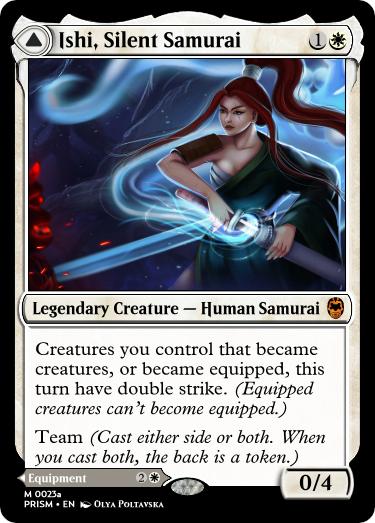 Ishi, Silent Samurai 1
Legendary Creature — Human Samurai
Creatures you control that became
creatures, or became equipped, this
turn have double strike. (Equipped
creatures can't become equipped.)
Team (Cast either side or both. When
you cast both, the back is a token.)
Equipment 2
0/4
M 0023a
PRISM • EN Olya Poltavska